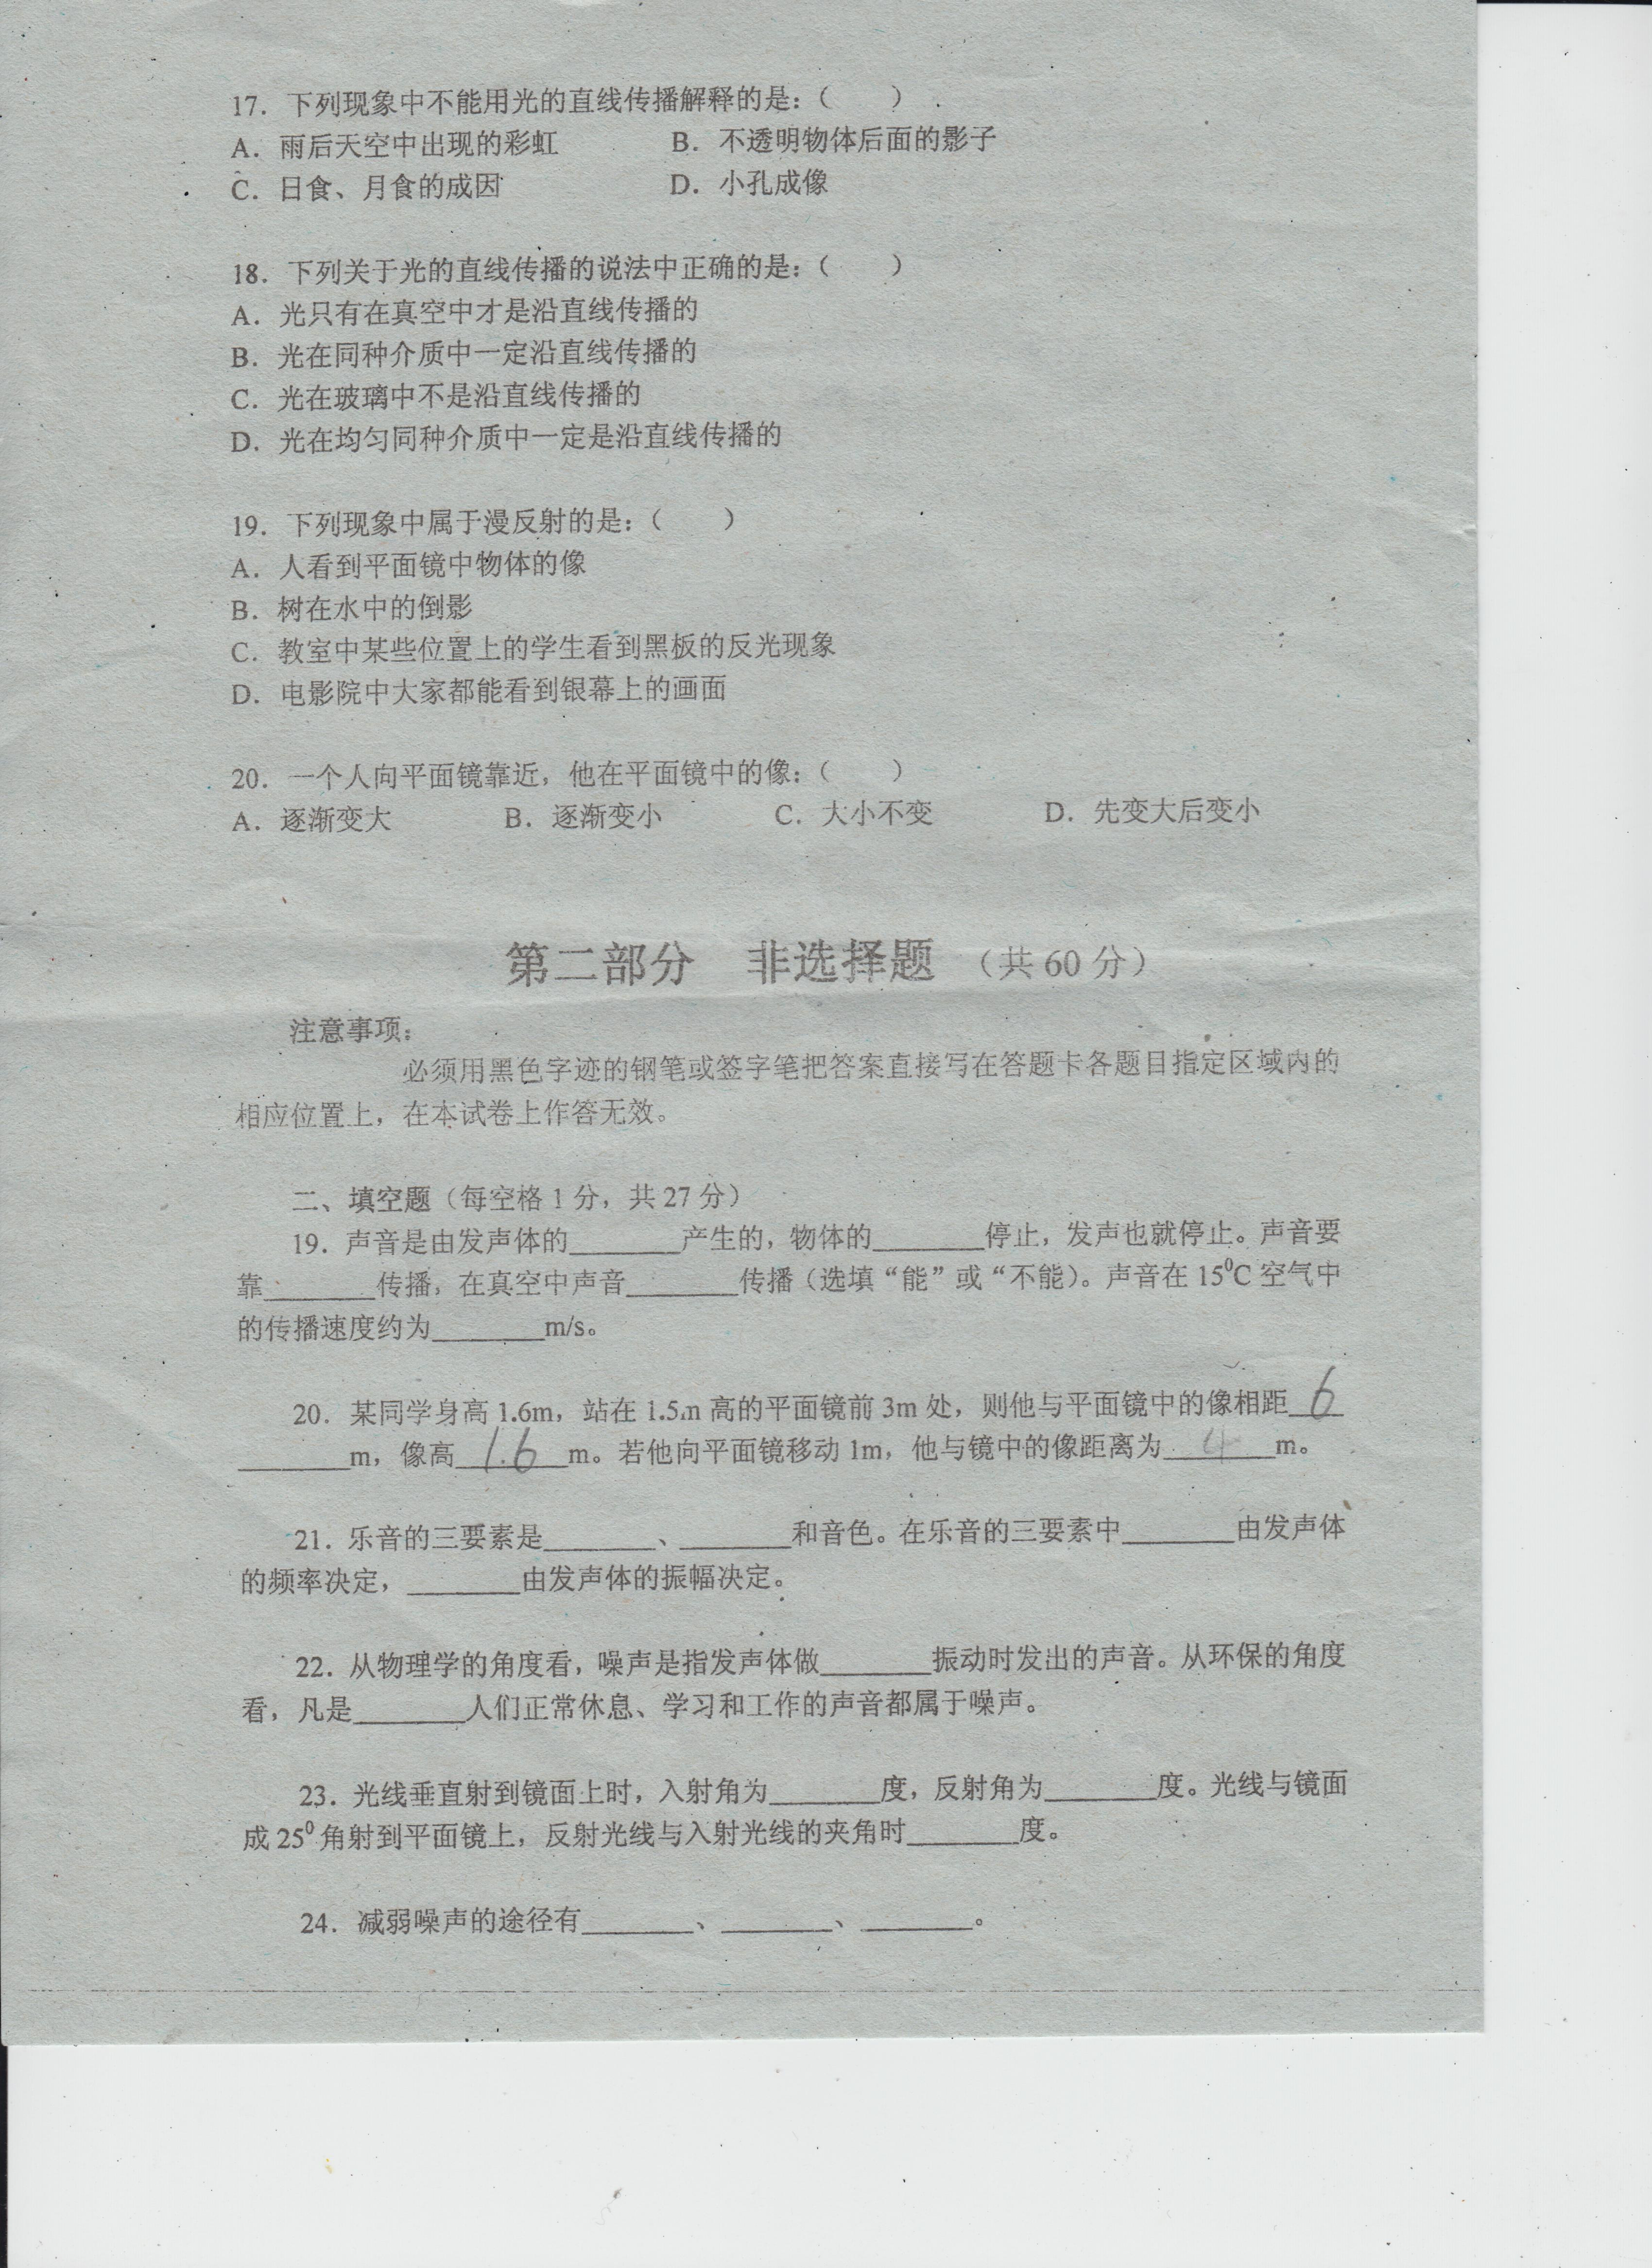 17．下列现象中不能用光的直线传播解释的是：（　　）
A．雨后天空中出现的彩虹　　B．不透明物体后面的影子
C．日食、月食的成因　　D．小孔成像
18．下列关于光的直线传播的说法中正确的是：（　　）
A．光只有在真空中才是沿直线传播的
B．光在同种介质中一定沿直线传播的
C．光在玻璃中不是沿直线传播的
D．光在均匀同种介质中一定是沿直线传播的
19．下列现象中属于漫反射的是：（　　）
A．人看到平面镜中物体的像
B．树在水中的倒影
C．教室中某些位置上的学生看到黑板的反光现象
D．电影院中大家都能看到银幕上的画面
20．一个人向平面镜靠近，他在平面镜中的像：（　　）
A．逐渐变大　　B．逐渐变小　　C．大小不变　　D．先变大后变小
第二部分　非选择题　（共 60 分）
注意事项：
必须用黑色字迹的钢笔或签字笔把答案直接写在答题卡各题目指定区域内的
相应位置上，在本试卷上作答无效。
二、填空题（每空格 1 分，共 27 分）
19．声音是由发声体的________产生的，物体的________停止，发声也就停止。声音要
靠________传播，在真空中声音________传播（选填“能”或“不能）。声音在 15⁰C 空气中
的传播速度约为________m/s。
20．某同学身高 1.6m，站在 1.5m 高的平面镜前 3m 处，则他与平面镜中的像相距 6
________m，像高 1.6 m。若他向平面镜移动 1m，他与镜中的像距离为 4 m。
21．乐音的三要素是________、________和音色。在乐音的三要素中________由发声体
的频率决定，________由发声体的振幅决定。
22．从物理学的角度看，噪声是指发声体做________振动时发出的声音。从环保的角度
看，凡是________人们正常休息、学习和工作的声音都属于噪声。
23．光线垂直射到镜面上时，入射角为________度，反射角为________度。光线与镜面
成 25⁰ 角射到平面镜上，反射光线与入射光线的夹角时________度。
24．减弱噪声的途径有________、________、________。